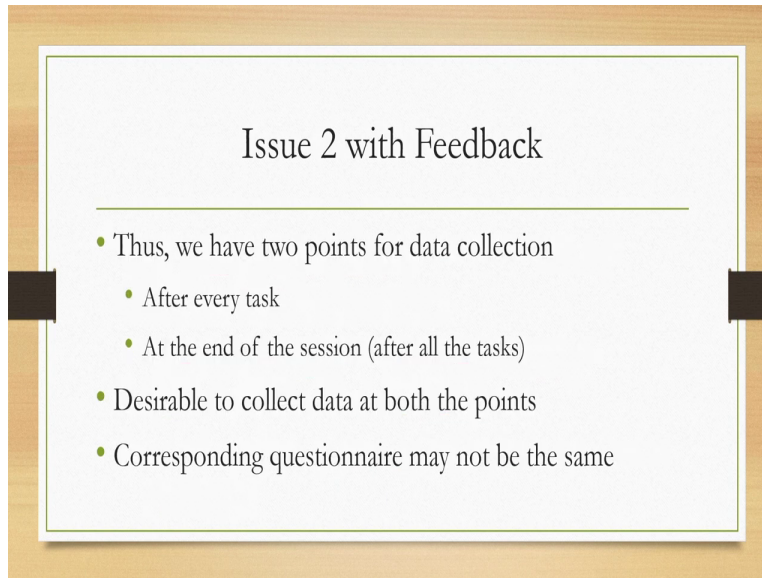 Issue 2 with Feedback
• Thus, we have two points for data collection
• After every task
• At the end of the session (after all the tasks)
• Desirable to collect data at both the points
• Corresponding questionnaire may not be the same